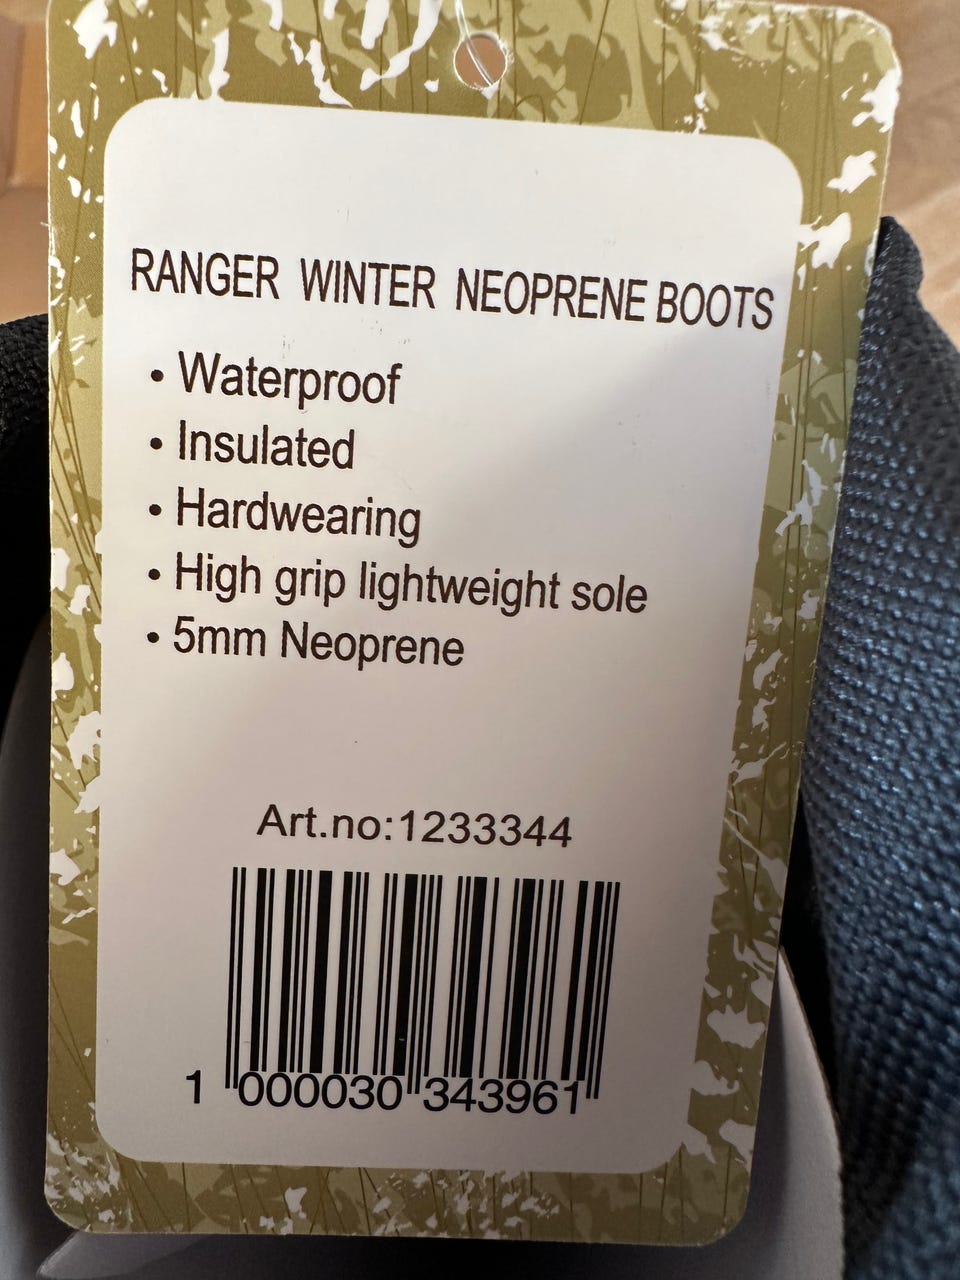 RANGER WINTER NEOPRENE BOOTS
• Waterproof
• Insulated
• Hardwearing
• High grip lightweight sole
• 5mm Neoprene
Art.no:1233344
1 000030 343961